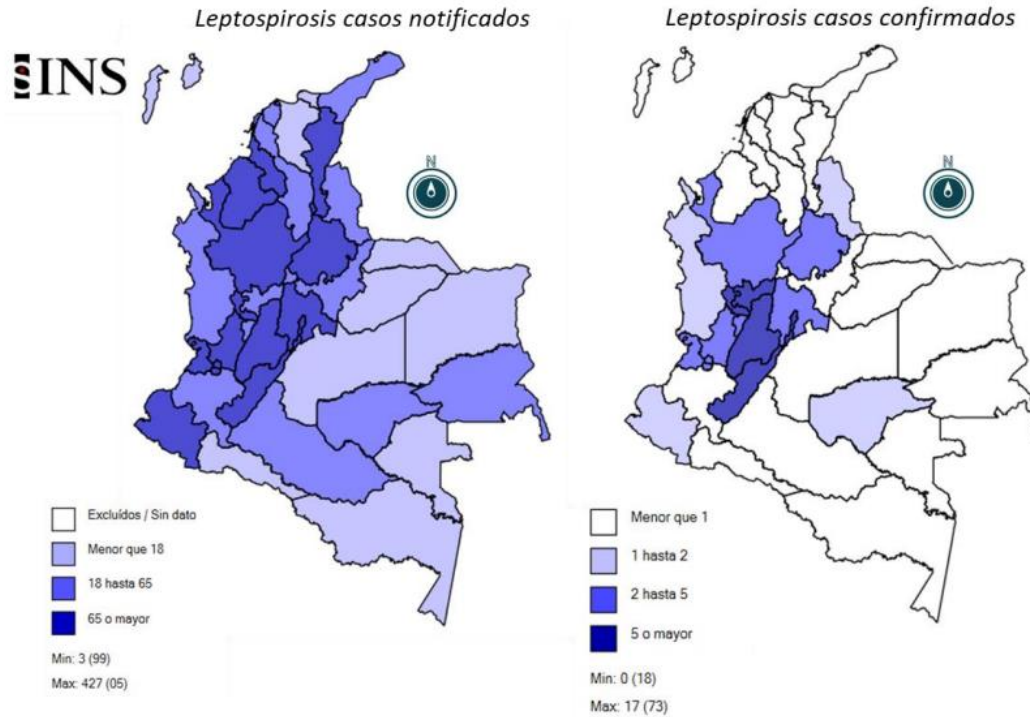 Leptospirosis casos notificados
Leptospirosis casos confirmados
INS
N
N
Excluídos / Sin dato
Menor que 18
18 hasta 65
65 o mayor
Min: 3 (99)
Max: 427 (05)
Menor que 1
1 hasta 2
2 hasta 5
5 o mayor
Min: 0 (18)
Max: 17 (73)